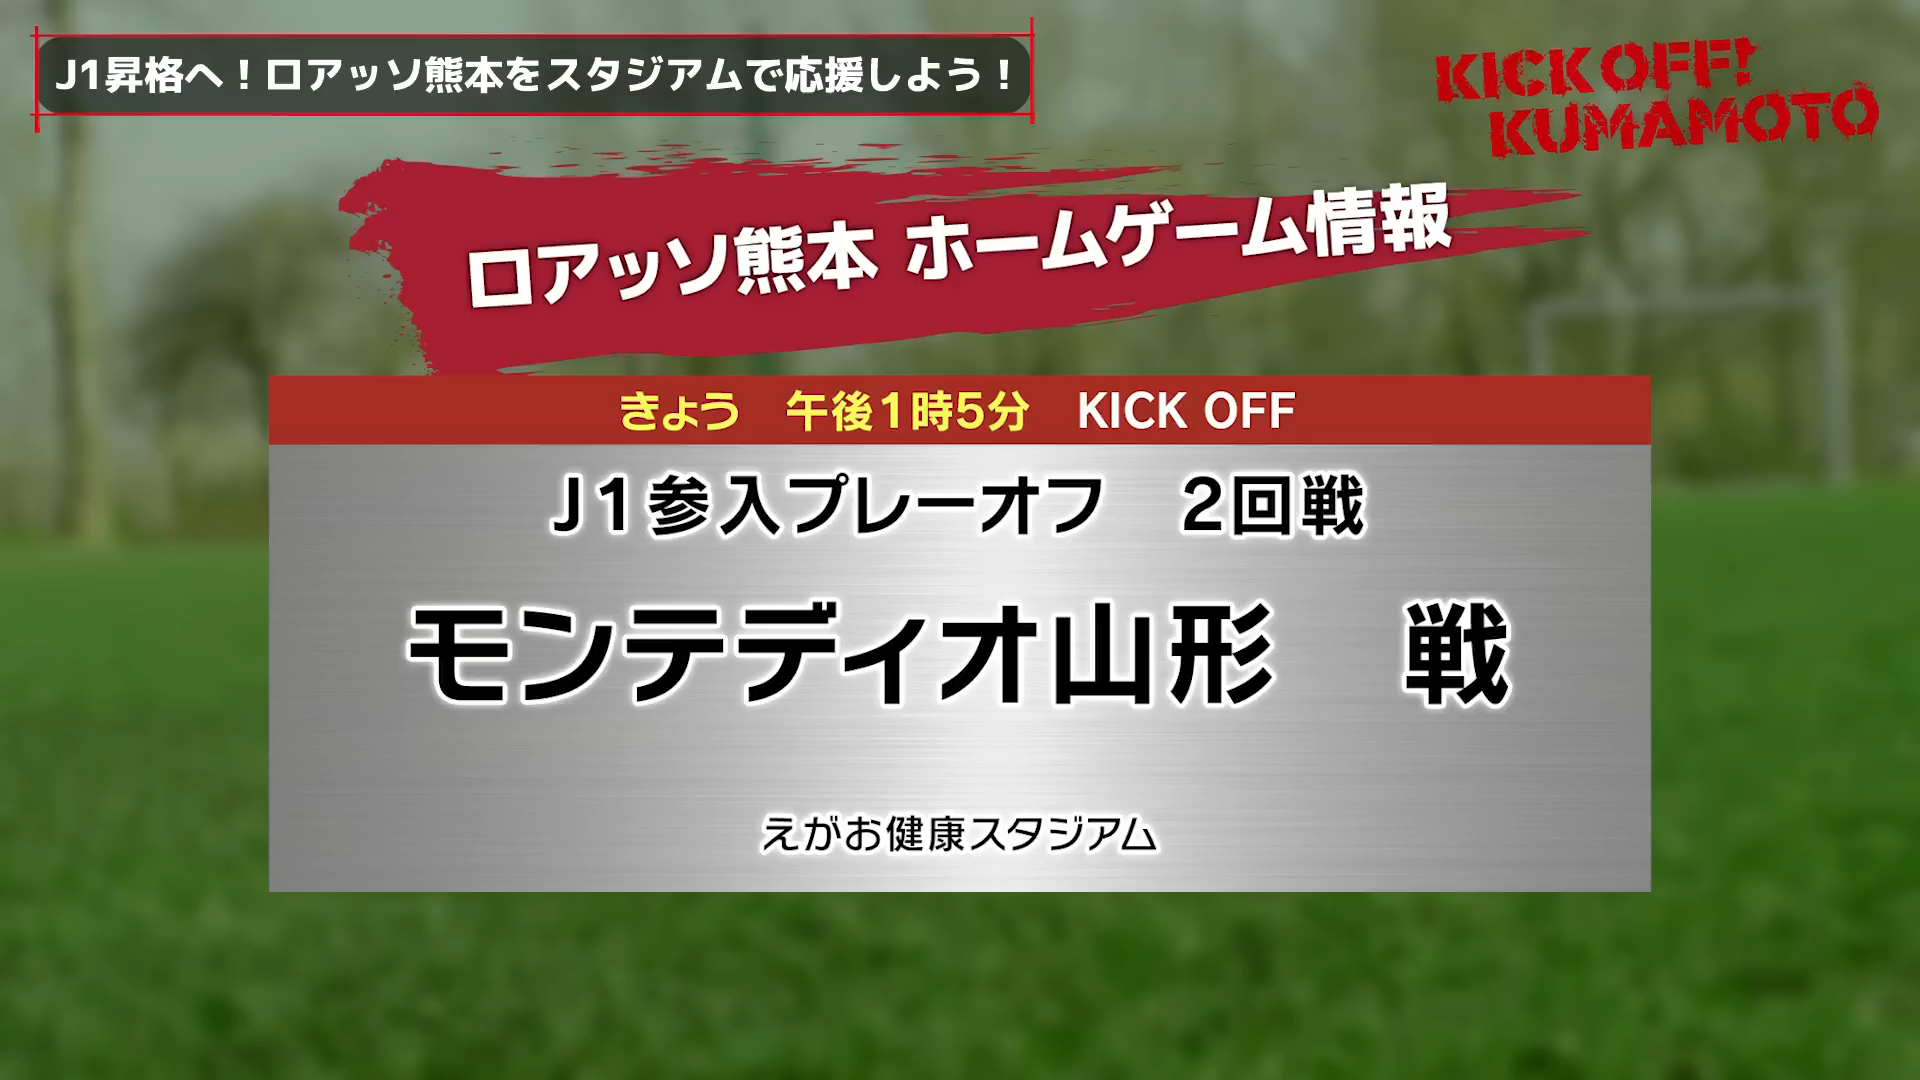 J1昇格へ！ロアッソ熊本をスタジアムで応援しよう！
KICK OFF!
KUMAMOTO
ロアッソ熊本 ホームゲーム情報
きょう　午後1時5分　KICK OFF
J1参入プレーオフ　2回戦
モンテディオ山形　戦
えがお健康スタジアム